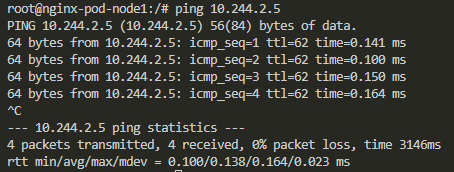 root@nginx-pod-node1:/# ping 10.244.2.5
PING 10.244.2.5 (10.244.2.5) 56(84) bytes of data.
64 bytes from 10.244.2.5: icmp_seq=1 ttl=62 time=0.141 ms
64 bytes from 10.244.2.5: icmp_seq=2 ttl=62 time=0.100 ms
64 bytes from 10.244.2.5: icmp_seq=3 ttl=62 time=0.150 ms
64 bytes from 10.244.2.5: icmp_seq=4 ttl=62 time=0.164 ms
^C
--- 10.244.2.5 ping statistics ---
4 packets transmitted, 4 received, 0% packet loss, time 3146ms
rtt min/avg/max/mdev = 0.100/0.138/0.164/0.023 ms